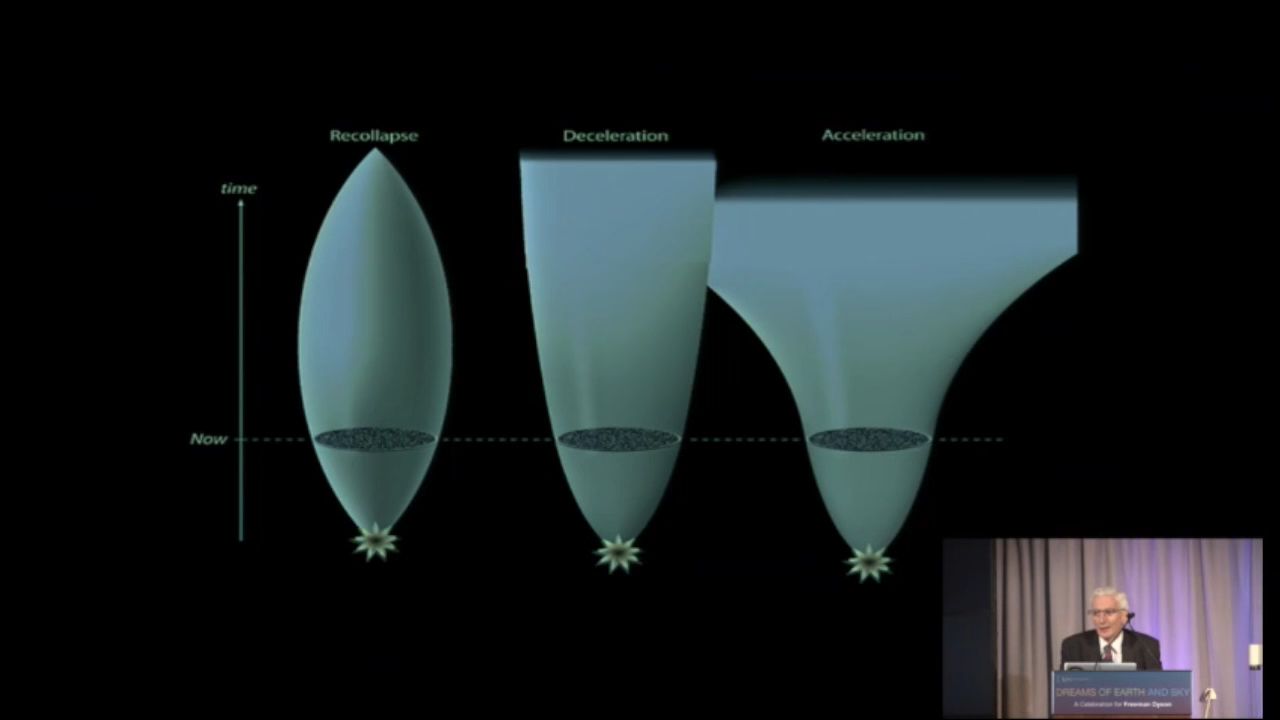 Recollapse
Deceleration
Acceleration
time
Now
DREAMS OF EARTH AND SKY
A Celebration for Freeman Dyson